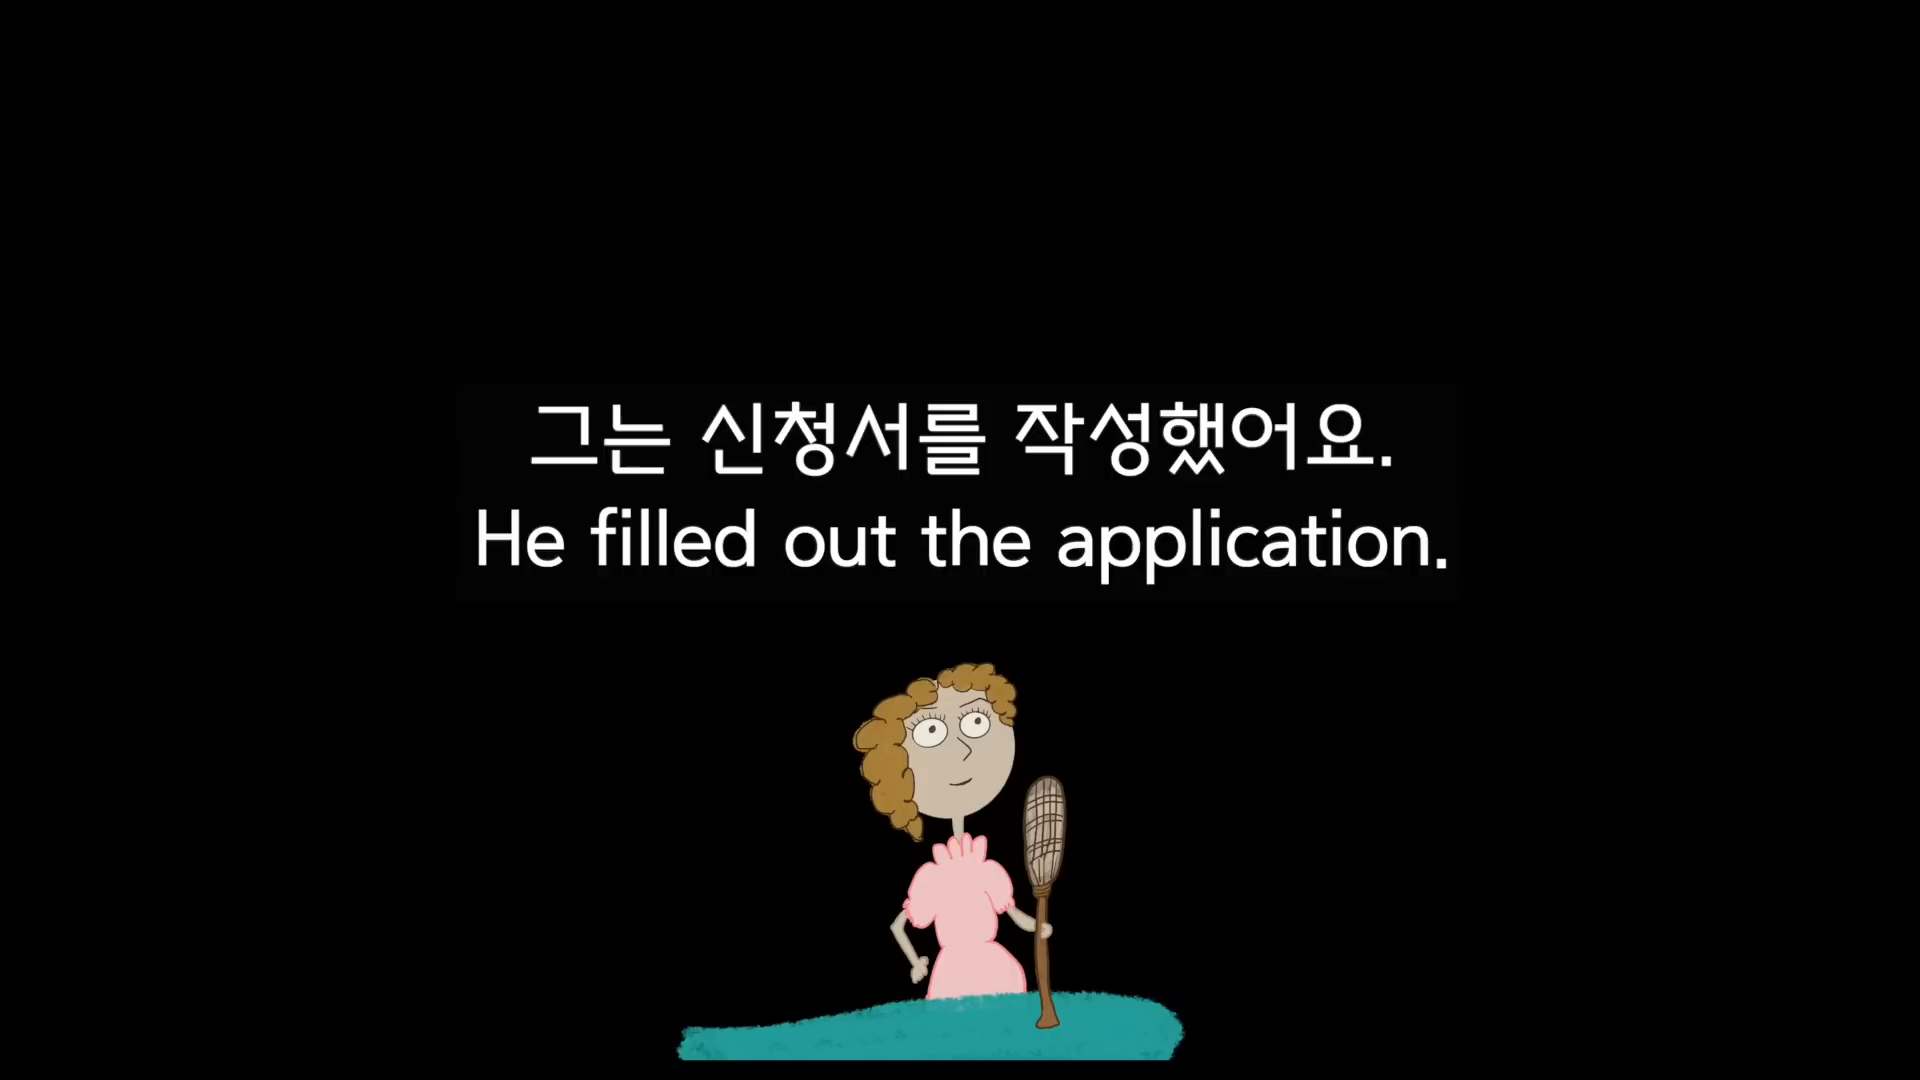 그는 신청서를 작성했어요.
He filled out the application.